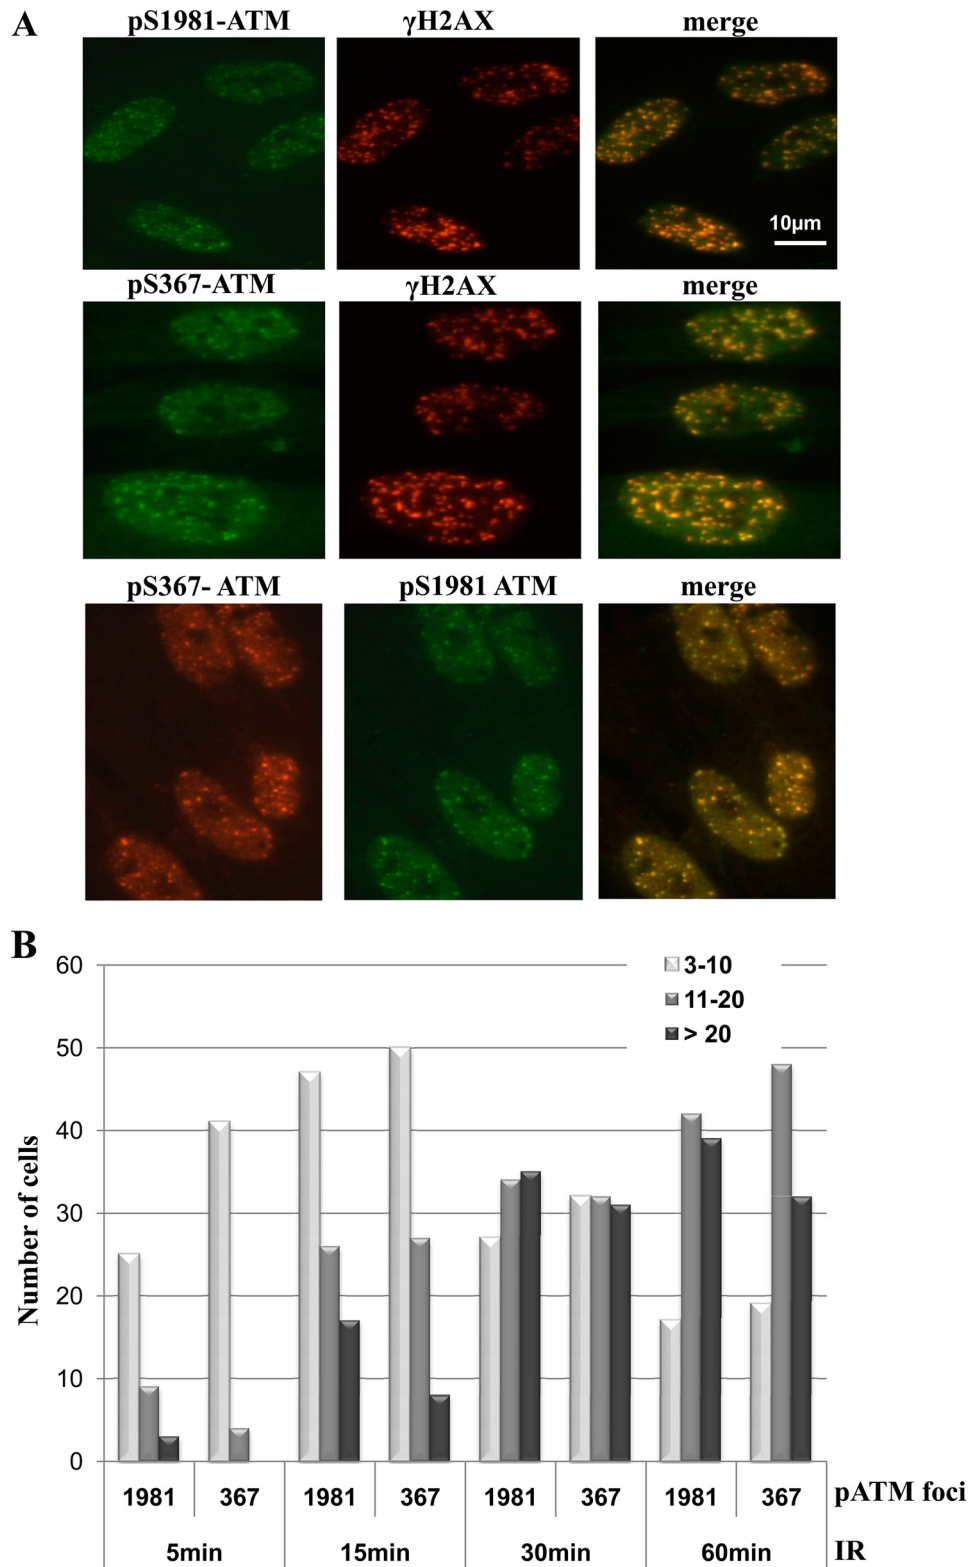 A
pS1981-ATM γH2AX merge
10µm
pS367-ATM γH2AX merge
pS367- ATM pS1981 ATM merge
B
60
3-10
11-20
> 20
50
40
30
20
10
0
Number of cells
1981 367 1981 367 1981 367 1981 367 pATM foci
5min 15min 30min 60min IR